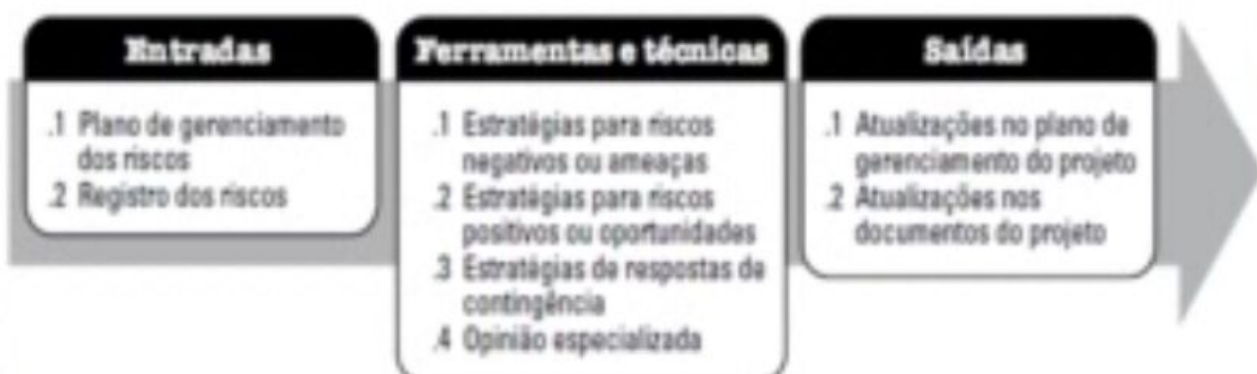 Entradas
.1 Plano de gerenciamento
dos riscos
.2 Registro dos riscos
Ferramentas e técnicas
.1 Estratégias para riscos
negativos ou ameaças
.2 Estratégias para riscos
positivos ou oportunidades
.3 Estratégias de respostas de
contingência
.4 Opinião especializada
Saídas
.1 Atualizações no plano de
gerenciamento do projeto
.2 Atualizações nos
documentos do projeto